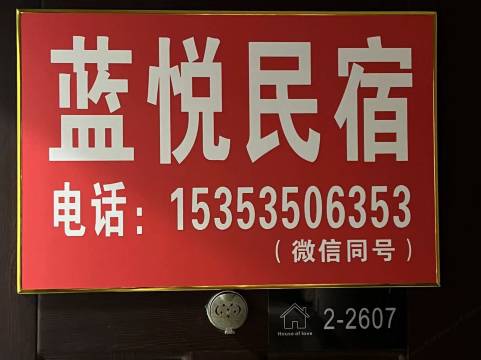 蓝悦民宿
电话：15353506353
（微信同号）
House of love
2-2607